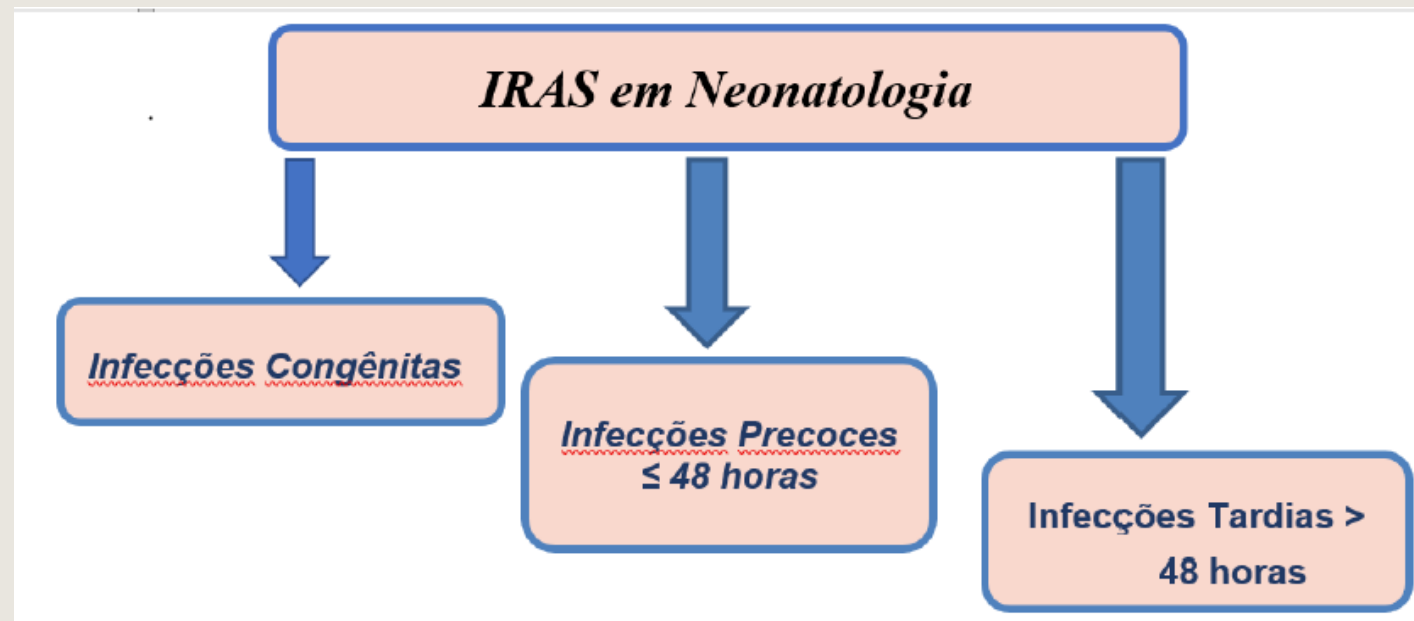 IRAS em Neonatologia
Infecções Congênitas
Infecções Precoces
≤ 48 horas
Infecções Tardias >
48 horas